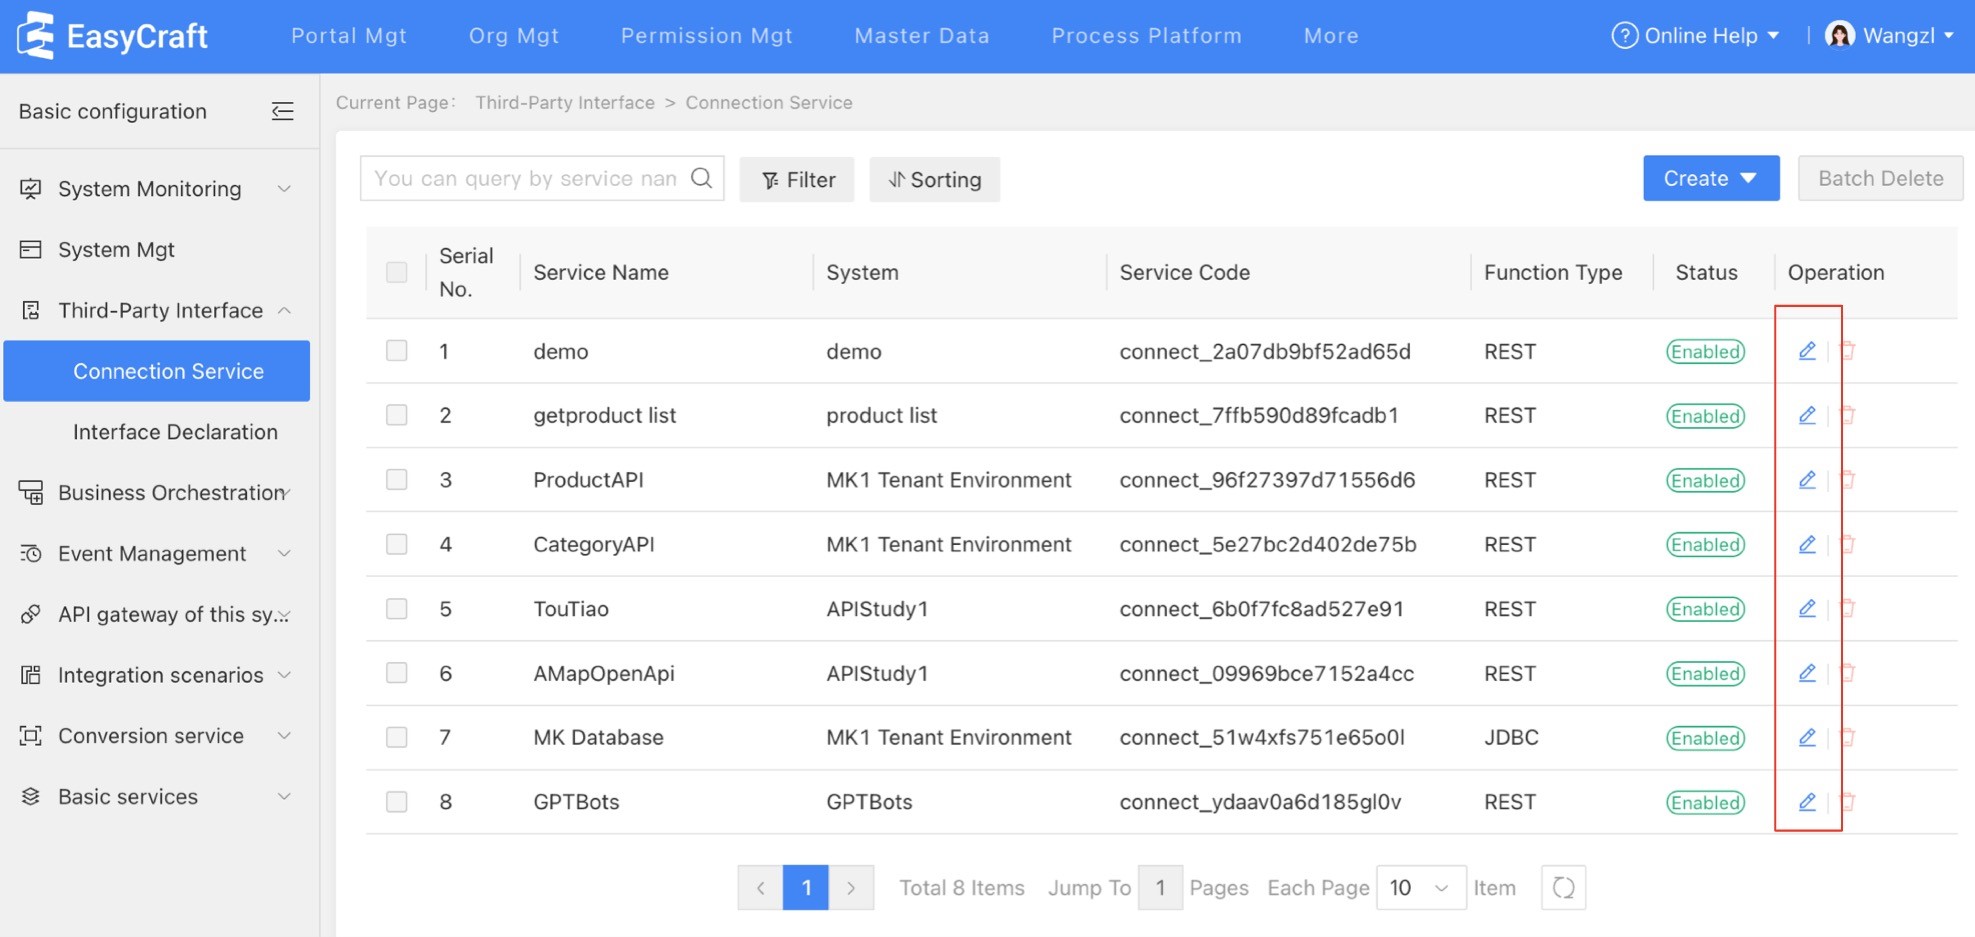 EasyCraft
Portal Mgt
Org Mgt
Permission Mgt
Master Data
Process Platform
More
Online Help
Wangzl
Basic configuration
System Monitoring
System Mgt
Third-Party Interface
Connection Service
Interface Declaration
Business Orchestration
Event Management
API gateway of this sy...
Integration scenarios
Conversion service
Basic services
Current Page: Third-Party Interface > Connection Service
You can query by service nan
Filter
Sorting
Create
Batch Delete
Serial No. Service Name System Service Code Function Type Status Operation
1 demo demo connect_2a07db9bf52ad65d REST Enabled
2 getproduct list product list connect_7ffb590d89fcadb1 REST Enabled
3 ProductAPI MK1 Tenant Environment connect_96f27397d71556d6 REST Enabled
4 CategoryAPI MK1 Tenant Environment connect_5e27bc2d402de75b REST Enabled
5 TouTiao APIStudy1 connect_6b0f7fc8ad527e91 REST Enabled
6 AMapOpenApi APIStudy1 connect_09969bce7152a4cc REST Enabled
7 MK Database MK1 Tenant Environment connect_51w4xfs751e65o0l JDBC Enabled
8 GPTBots GPTBots connect_ydaav0a6d185gl0v REST Enabled
< 1 > Total 8 Items Jump To 1 Pages Each Page 10 Item